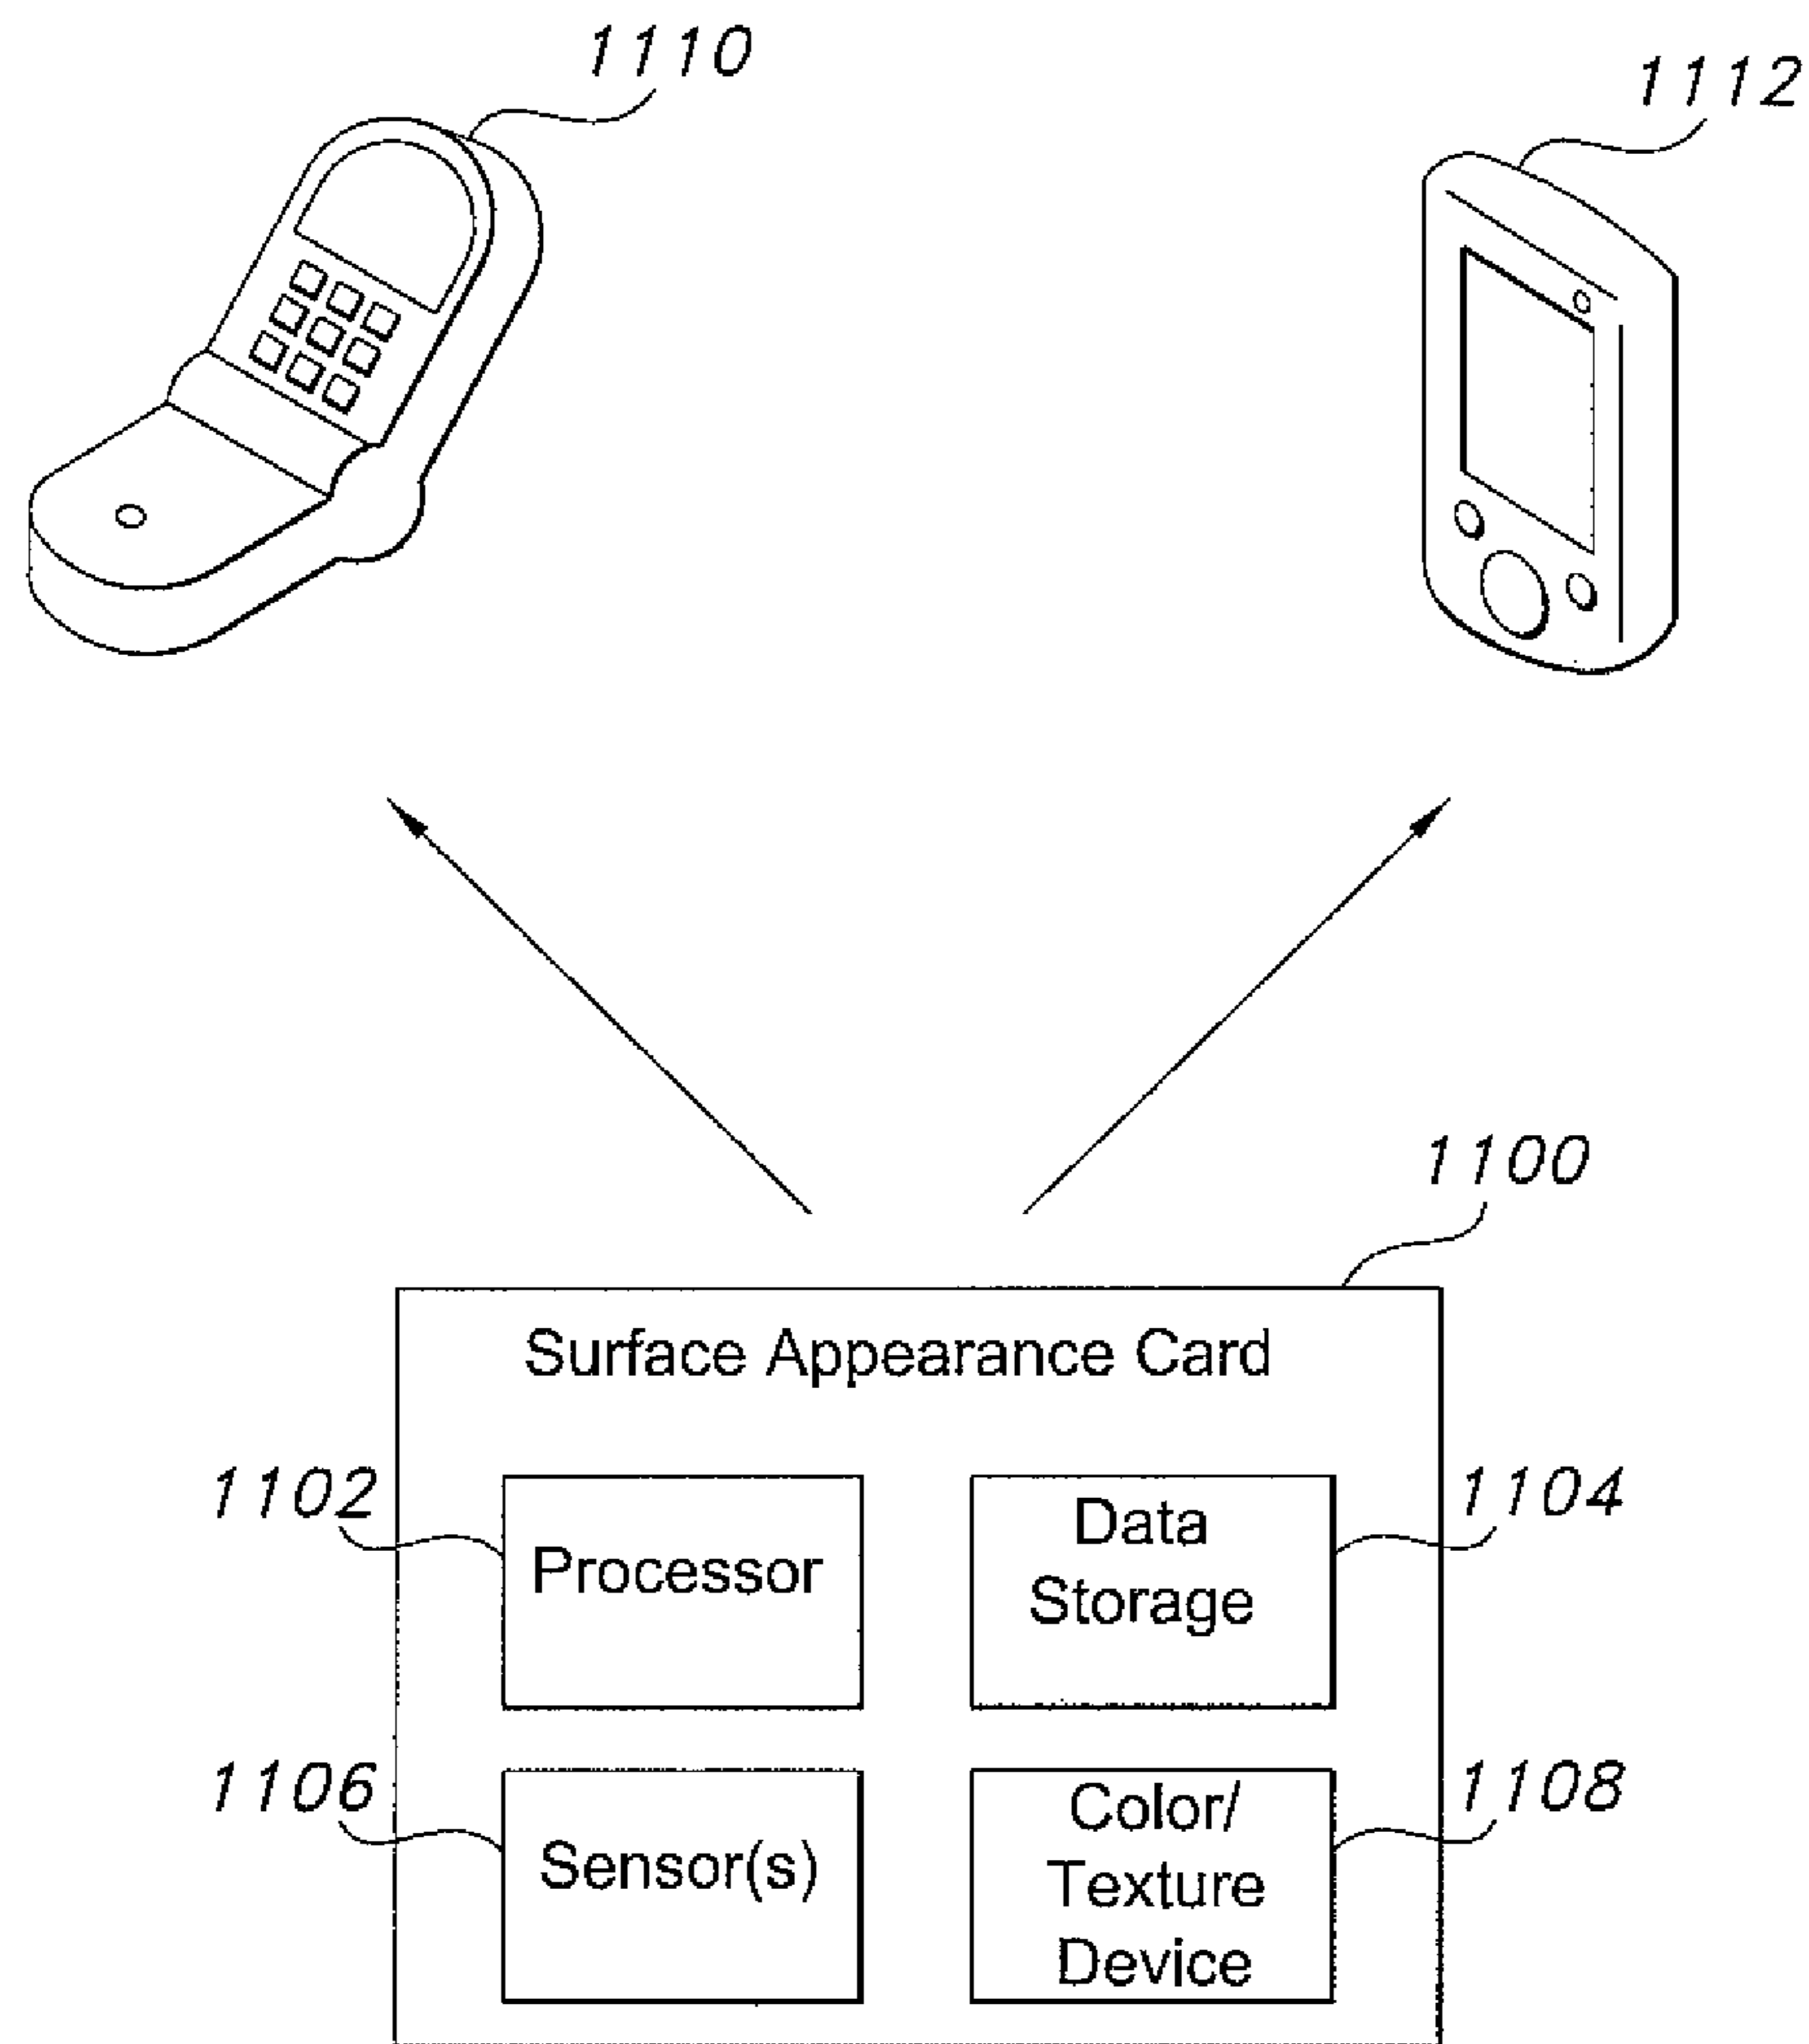 1110
1112
1100
Surface Appearance Card
1102
Processor
Data
Storage
1104
1106
Sensor(s)
Color/
Texture
Device
1108